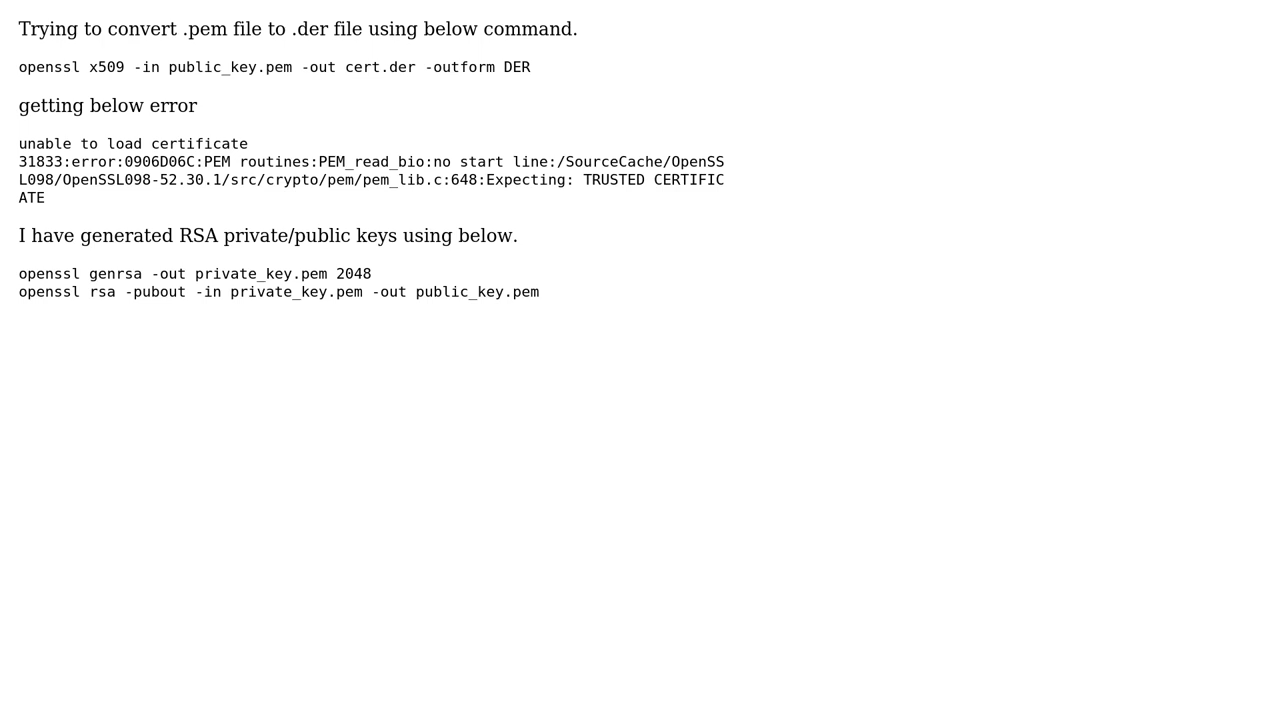 Trying to convert .pem file to .der file using below command.
openssl x509 -in public_key.pem -out cert.der -outform DER
getting below error
unable to load certificate
31833:error:0906D06C:PEM routines:PEM_read_bio:no start line:/SourceCache/OpenSS
L098/OpenSSL098-52.30.1/src/crypto/pem/pem_lib.c:648:Expecting: TRUSTED CERTIFIC
ATE
I have generated RSA private/public keys using below.
openssl genrsa -out private_key.pem 2048
openssl rsa -pubout -in private_key.pem -out public_key.pem